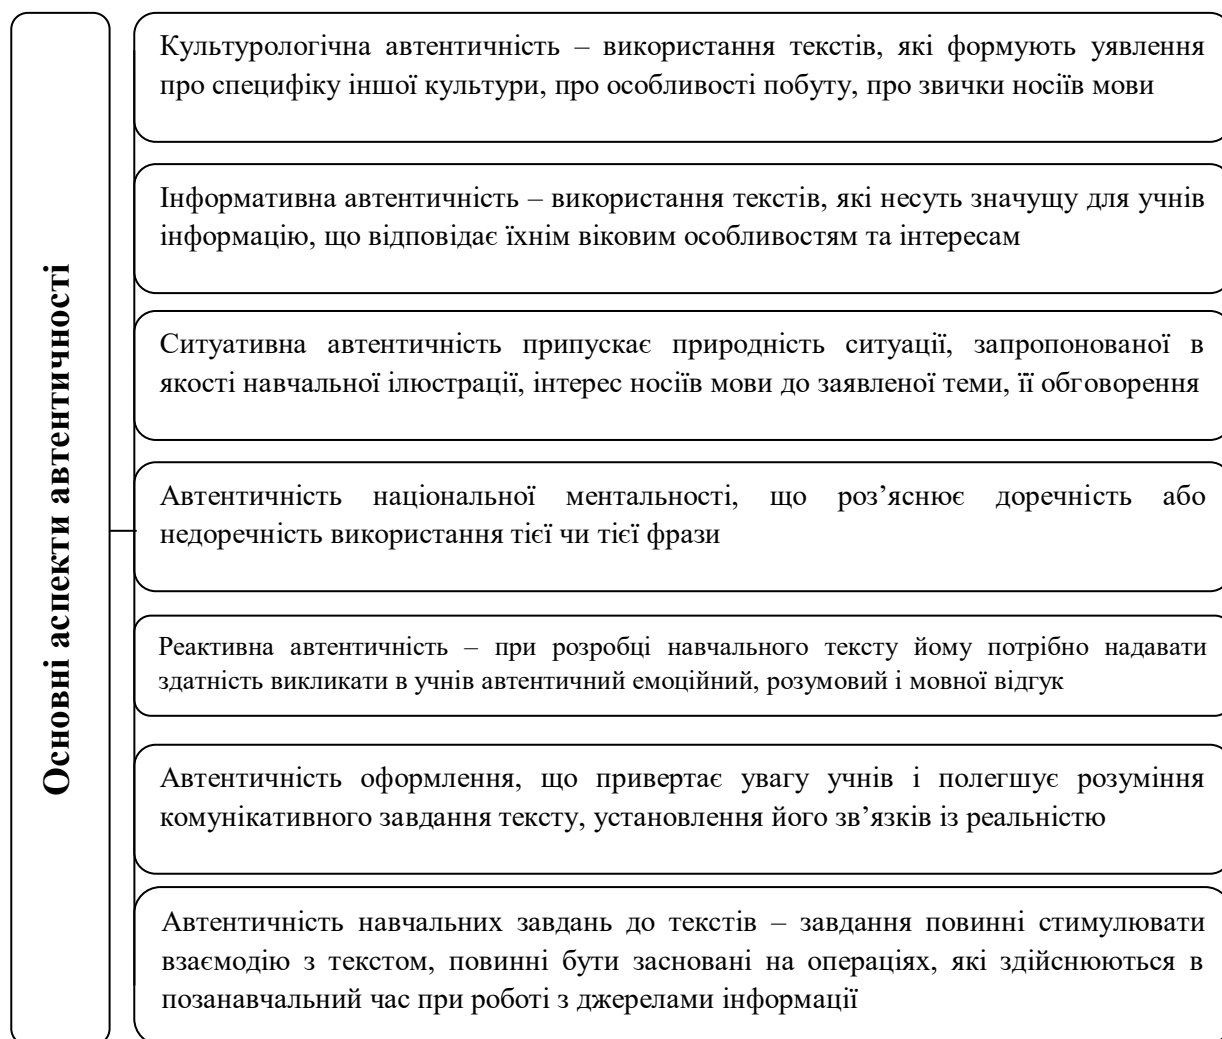 Основні аспекти автентичності
Культурологічна автентичність – використання текстів, які формують уявлення
про специфіку іншої культури, про особливості побуту, про звички носіїв мови
Інформативна автентичність – використання текстів, які несуть значущу для учнів
інформацію, що відповідає їхнім віковим особливостям та інтересам
Ситуативна автентичність припускає природність ситуації, запропонованої в
якості навчальної ілюстрації, інтерес носіїв мови до заявленої теми, її обговорення
Автентичність національної ментальності, що роз’яснює доречність або
недоречність використання тієї чи тієї фрази
Реактивна автентичність – при розробці навчального тексту йому потрібно надавати
здатність викликати в учнів автентичний емоційний, розумовий і мовної відгук
Автентичність оформлення, що привертає увагу учнів і полегшує розуміння
комунікативного завдання тексту, установлення його зв’язків із реальністю
Автентичність навчальних завдань до текстів – завдання повинні стимулювати
взаємодію з текстом, повинні бути засновані на операціях, які здійснюються в
позанавчальний час при роботі з джерелами інформації